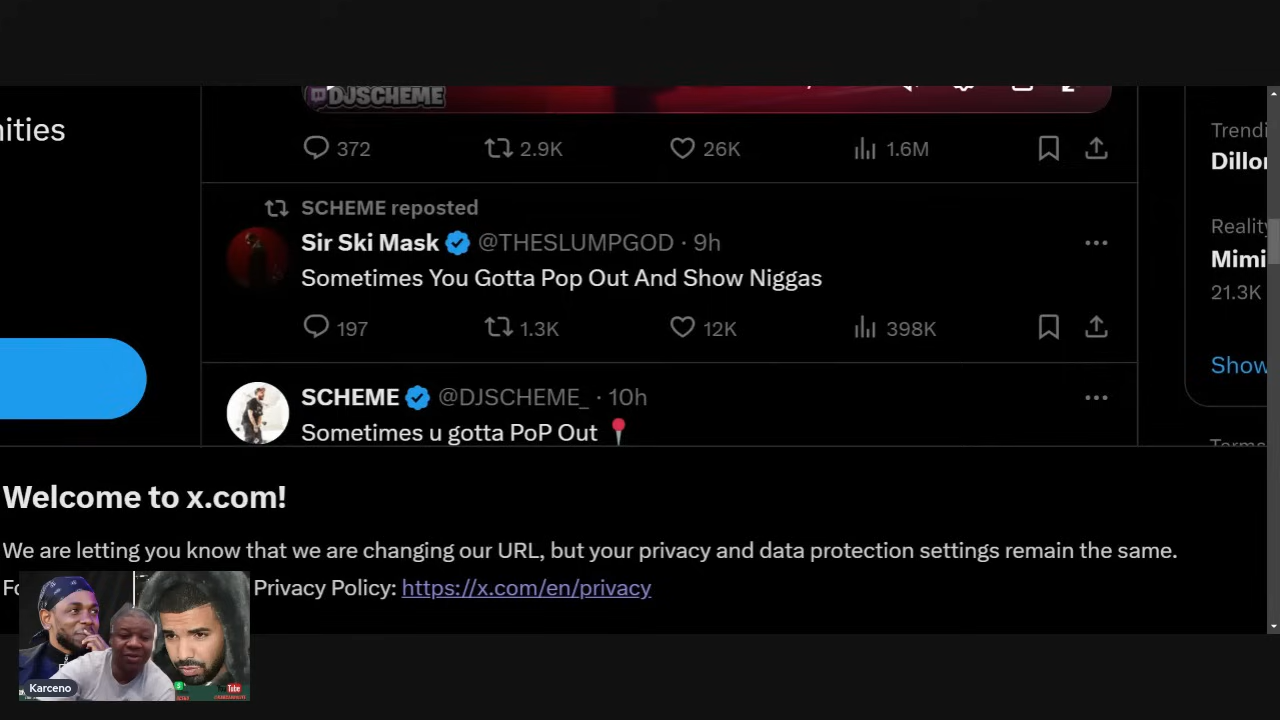 DJSCHEME
nities
372 2.9K 26K 1.6M
Trendi
Dillor
SCHEME reposted
Sir Ski Mask @THESLUMPGOD · 9h
Sometimes You Gotta Pop Out And Show Niggas
197 1.3K 12K 398K
Reality
Mimi
21.3K
Show
SCHEME @DJSCHEME_ · 10h
Sometimes u gotta PoP Out 📍
Welcome to x.com!
We are letting you know that we are changing our URL, but your privacy and data protection settings remain the same.
Fo
Privacy Policy: https://x.com/en/privacy
Karceno
YouTube